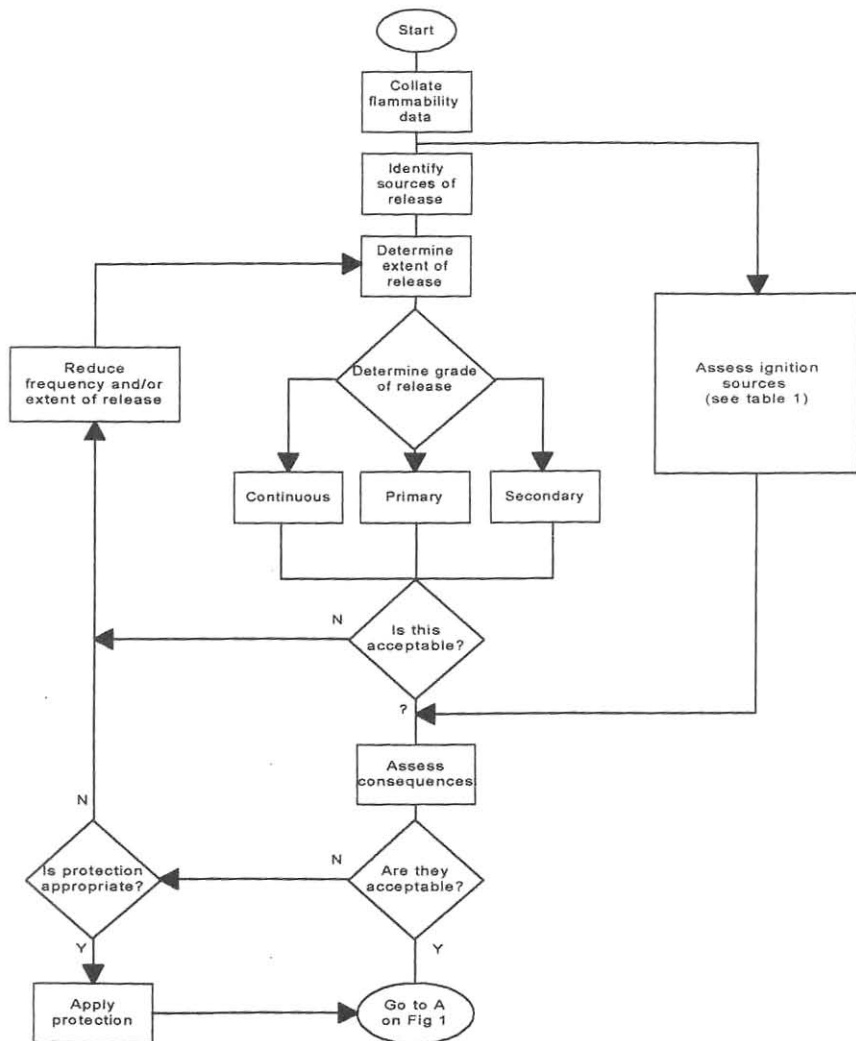 Start
Collate
flammability
data
Identify
sources of
release
Determine
extent of
release
Reduce
frequency and/or
extent of release
Determine grade
of release
Assess ignition
sources
(see table 1)
Continuous
Primary
Secondary
N
Is this
acceptable?
?
Assess
consequences
N
Is protection
appropriate?
N
Are they
acceptable?
Y
Y
Apply
protection
Go to A
on Fig 1